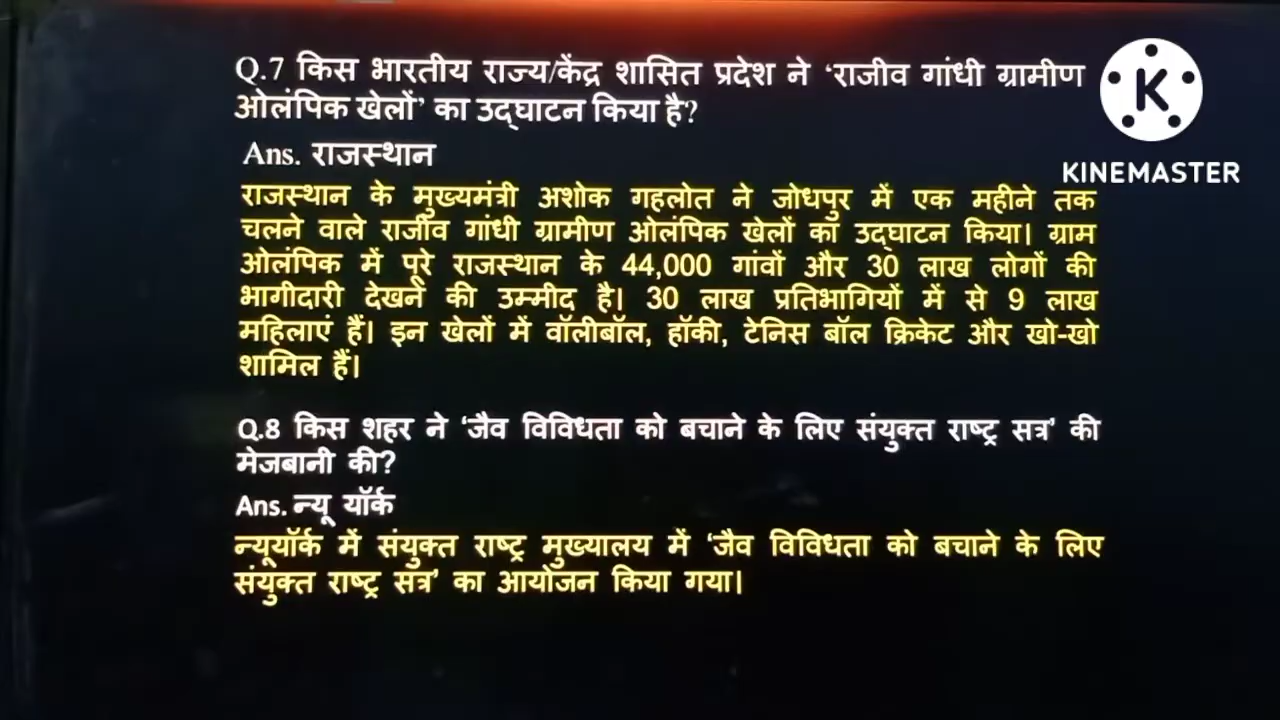 Q.7 किस भारतीय राज्य/केंद्र शासित प्रदेश ने ‘राजीव गांधी ग्रामीण
ओलंपिक खेलों’ का उद्घाटन किया है?
Ans. राजस्थान
राजस्थान के मुख्यमंत्री अशोक गहलोत ने जोधपुर में एक महीने तक
चलने वाले राजीव गांधी ग्रामीण ओलंपिक खेलों का उद्घाटन किया। ग्राम
ओलंपिक में पूरे राजस्थान के 44,000 गांवों और 30 लाख लोगों की
भागीदारी देखने की उम्मीद है। 30 लाख प्रतिभागियों में से 9 लाख
महिलाएं हैं। इन खेलों में वॉलीबॉल, हॉकी, टेनिस बॉल क्रिकेट और खो-खो
शामिल हैं।
Q.8 किस शहर ने ‘जैव विविधता को बचाने के लिए संयुक्त राष्ट्र सत्र’ की
मेजबानी की?
Ans. न्यू यॉर्क
न्यूयॉर्क में संयुक्त राष्ट्र मुख्यालय में ‘जैव विविधता को बचाने के लिए
संयुक्त राष्ट्र सत्र’ का आयोजन किया गया।
K
KINEMASTER